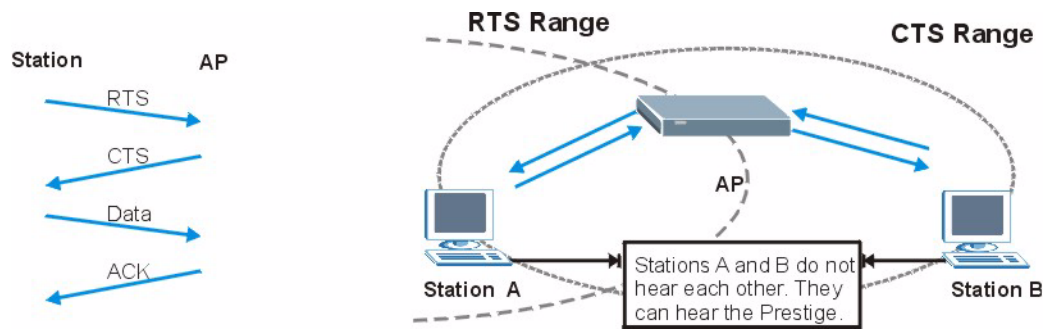 Station AP
RTS
CTS
Data
ACK
RTS Range
CTS Range
AP
Station A
Station B
Stations A and B do not
hear each other. They
can hear the Prestige.